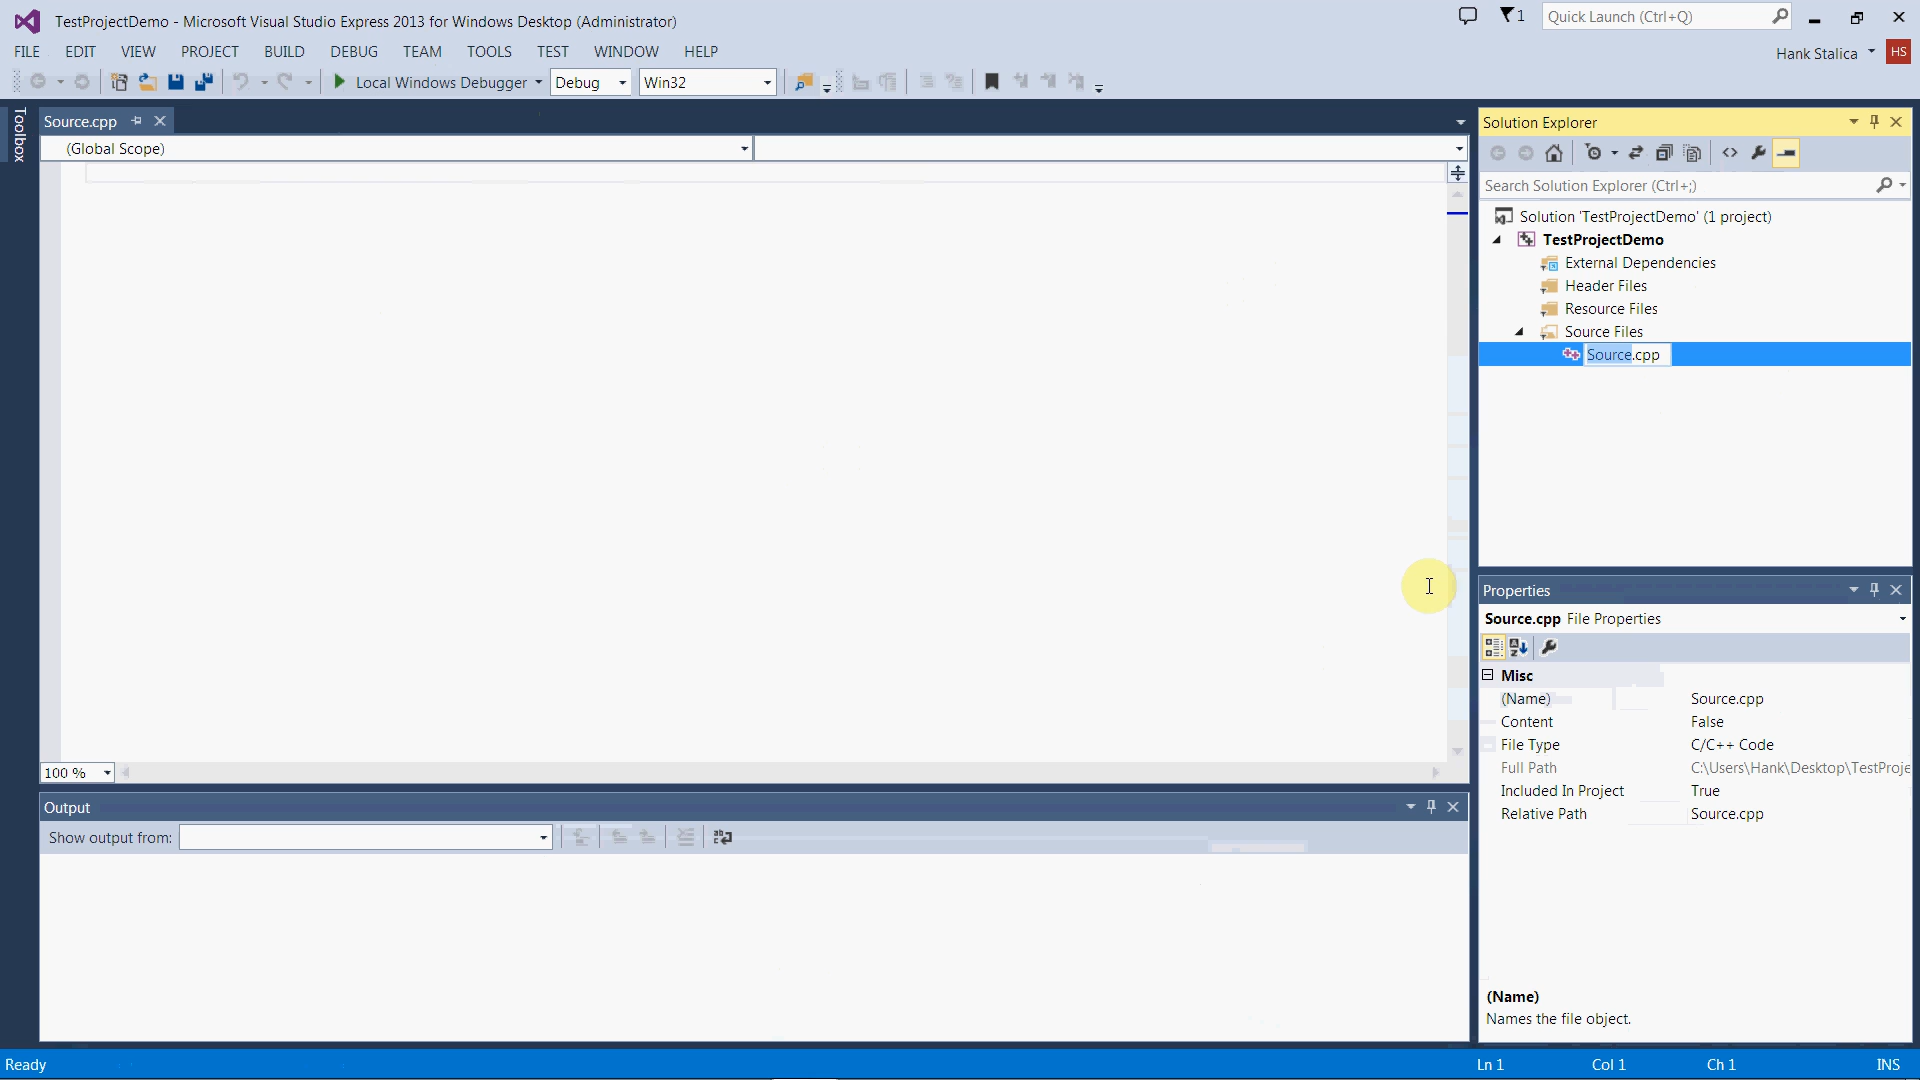 TestProjectDemo - Microsoft Visual Studio Express 2013 for Windows Desktop (Administrator)
1
Quick Launch (Ctrl+Q)
FILE EDIT VIEW PROJECT BUILD DEBUG TEAM TOOLS TEST WINDOW HELP
Hank Stalica
HS
Local Windows Debugger
Debug
Win32
Toolbox
Source.cpp
(Global Scope)
100 %
Output
Show output from:
Solution Explorer
Search Solution Explorer (Ctrl+;)
Solution 'TestProjectDemo' (1 project)
TestProjectDemo
External Dependencies
Header Files
Resource Files
Source Files
Source.cpp
Properties
Source.cpp File Properties
Misc
(Name) Source.cpp
Content False
File Type C/C++ Code
Full Path C:\Users\Hank\Desktop\TestProje
Included In Project True
Relative Path Source.cpp
(Name)
Names the file object.
Ready
Ln 1 Col 1 Ch 1 INS